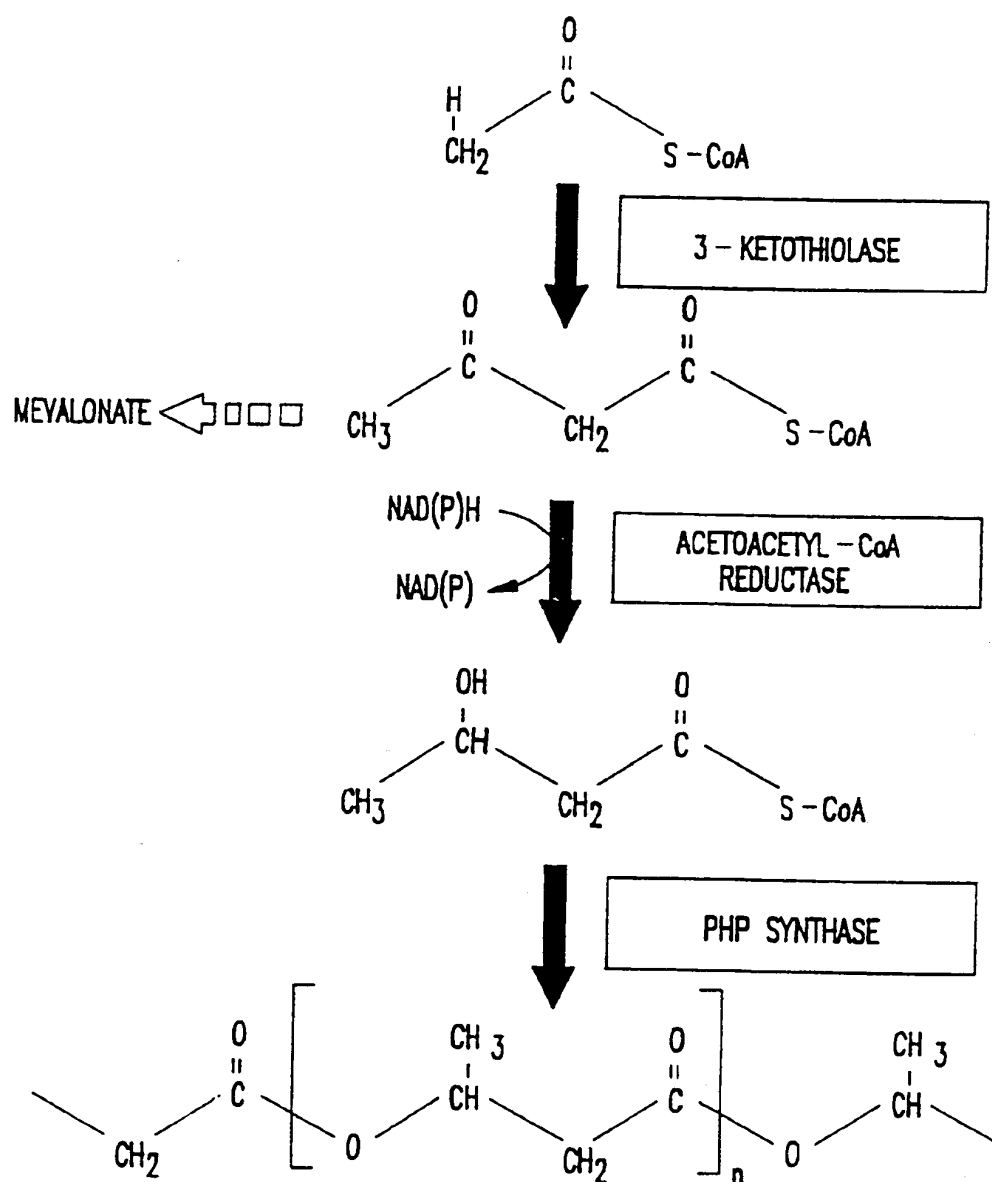 O
H
C
CH2
S-CoA
3-KETOTHIOLASE
O
O
C
C
MEVALONATE
CH3
CH2
S-CoA
NAD(P)H
ACETOACETYL-CoA
REDUCTASE
NAD(P)
OH
O
CH
C
CH3
CH2
S-CoA
PHP SYNTHASE
O
CH3
O
CH3
C
CH
C
CH
CH2
O
CH2
O
n